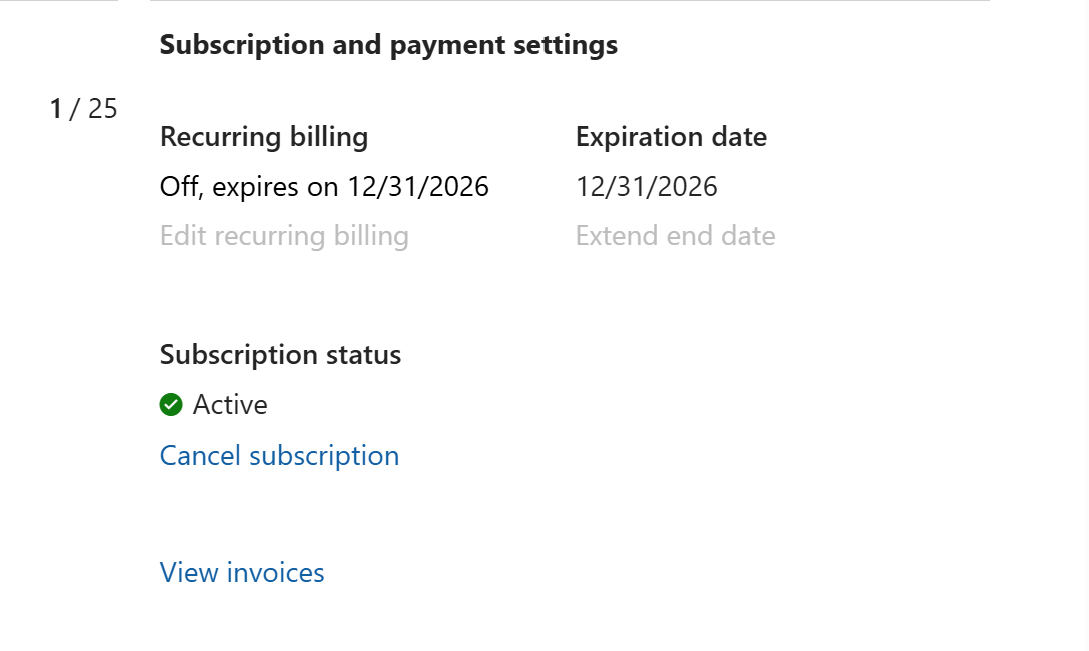 Subscription and payment settings
1 / 25
Recurring billing
Expiration date
Off, expires on 12/31/2026
12/31/2026
Edit recurring billing
Extend end date
Subscription status
Active
Cancel subscription
View invoices